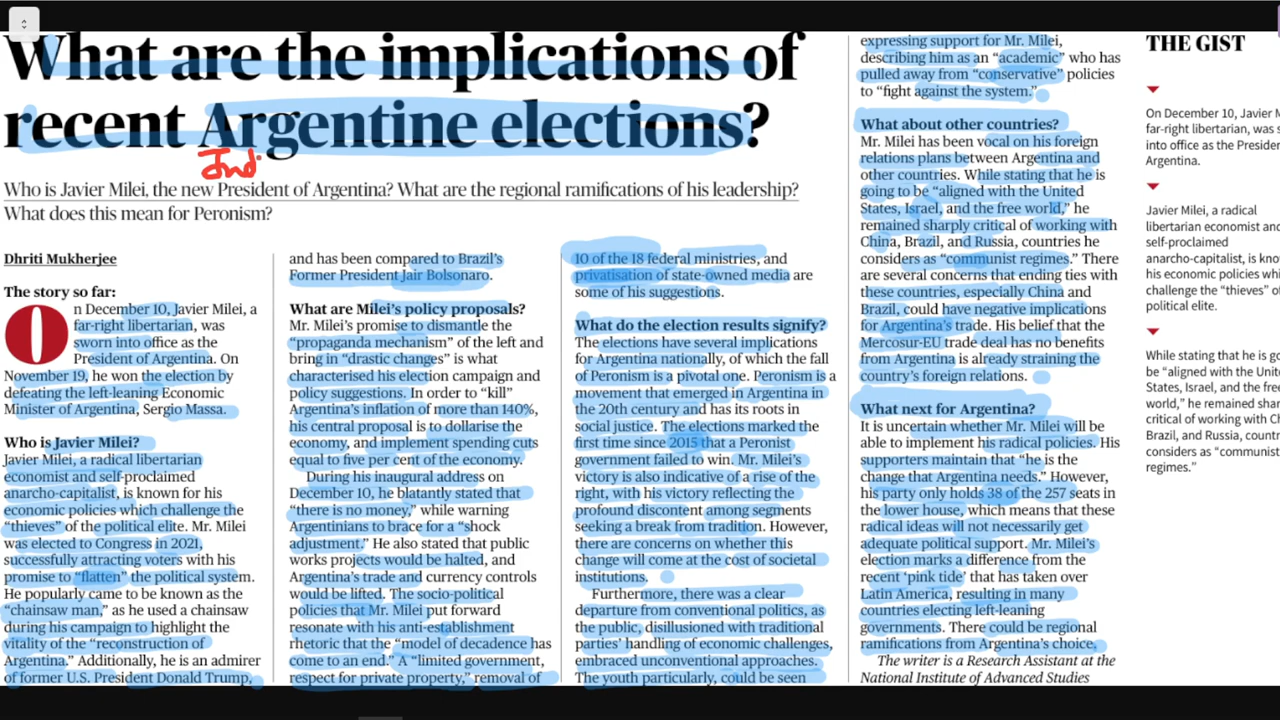 What are the implications of
recent Argentine elections?
Who is Javier Milei, the new President of Argentina? What are the regional ramifications of his leadership?
What does this mean for Peronism?
Dhriti Mukherjee
The story so far:
On December 10, Javier Milei, a
far-right libertarian, was
sworn into office as the
President of Argentina. On
November 19, he won the election by
defeating the left-leaning Economic
Minister of Argentina, Sergio Massa.
Who is Javier Milei?
Javier Milei, a radical libertarian
economist and self-proclaimed
anarcho-capitalist, is known for his
economic policies which challenge the
“thieves” of the political elite. Mr. Milei
was elected to Congress in 2021,
successfully attracting voters with his
promise to “flatten” the political system.
He popularly came to be known as the
“chainsaw man,” as he used a chainsaw
during his campaign to highlight the
vitality of the “reconstruction of
Argentina.” Additionally, he is an admirer
of former U.S. President Donald Trump,
and has been compared to Brazil’s
Former President Jair Bolsonaro.
What are Milei’s policy proposals?
Mr. Milei’s promise to dismantle the
“propaganda mechanism” of the left and
bring in “drastic changes” is what
characterised his election campaign and
policy suggestions. In order to “kill”
Argentina’s inflation of more than 140%,
his central proposal is to dollarise the
economy, and implement spending cuts
equal to five per cent of the economy.
During his inaugural address on
December 10, he blatantly stated that
“there is no money,” while warning
Argentinians to brace for a “shock
adjustment.” He also stated that public
works projects would be halted, and
Argentina’s trade and currency controls
would be lifted. The socio-political
policies that Mr. Milei put forward
resonate with his anti-establishment
rhetoric that the “model of decadence has
come to an end.” A “limited government,
respect for private property,” removal of
10 of the 18 federal ministries, and
privatisation of state-owned media are
some of his suggestions.
What do the election results signify?
The elections have several implications
for Argentina nationally, of which the fall
of Peronism is a pivotal one. Peronism is a
movement that emerged in Argentina in
the 20th century and has its roots in
social justice. The elections marked the
first time since 2015 that a Peronist
government failed to win. Mr. Milei’s
victory is also indicative of a rise of the
right, with his victory reflecting the
profound discontent among segments
seeking a break from tradition. However,
there are concerns on whether this
change will come at the cost of societal
institutions.
Furthermore, there was a clear
departure from conventional politics, as
the public, disillusioned with traditional
parties’ handling of economic challenges,
embraced unconventional approaches.
The youth particularly, could be seen
expressing support for Mr. Milei,
describing him as an “academic” who has
pulled away from “conservative” policies
to “fight against the system.”
What about other countries?
Mr. Milei has been vocal on his foreign
relations plans between Argentina and
other countries. While stating that he is
going to be “aligned with the United
States, Israel, and the free world,” he
remained sharply critical of working with
China, Brazil, and Russia, countries he
considers as “communist regimes.” There
are several concerns that ending ties with
these countries, especially China and
Brazil, could have negative implications
for Argentina’s trade. His belief that the
Mercosur-EU trade deal has no benefits
from Argentina is already straining the
country’s foreign relations.
What next for Argentina?
It is uncertain whether Mr. Milei will be
able to implement his radical policies. His
supporters maintain that “he is the
change that Argentina needs.” However,
his party only holds 38 of the 257 seats in
the lower house, which means that these
radical ideas will not necessarily get
adequate political support. Mr. Milei’s
election marks a difference from the
recent ‘pink tide’ that has taken over
Latin America, resulting in many
countries electing left-leaning
governments. There could be regional
ramifications from Argentina’s choice.
The writer is a Research Assistant at the
National Institute of Advanced Studies
THE GIST
On December 10, Javier M
far-right libertarian, was s
into office as the Presiden
Argentina.
Javier Milei, a radical
libertarian economist and
self-proclaimed
anarcho-capitalist, is know
his economic policies whi
challenge the “thieves” of
political elite.
While stating that he is go
be “aligned with the Unit
States, Israel, and the free
world,” he remained shar
critical of working with Ch
Brazil, and Russia, countr
considers as “communist
regimes.”